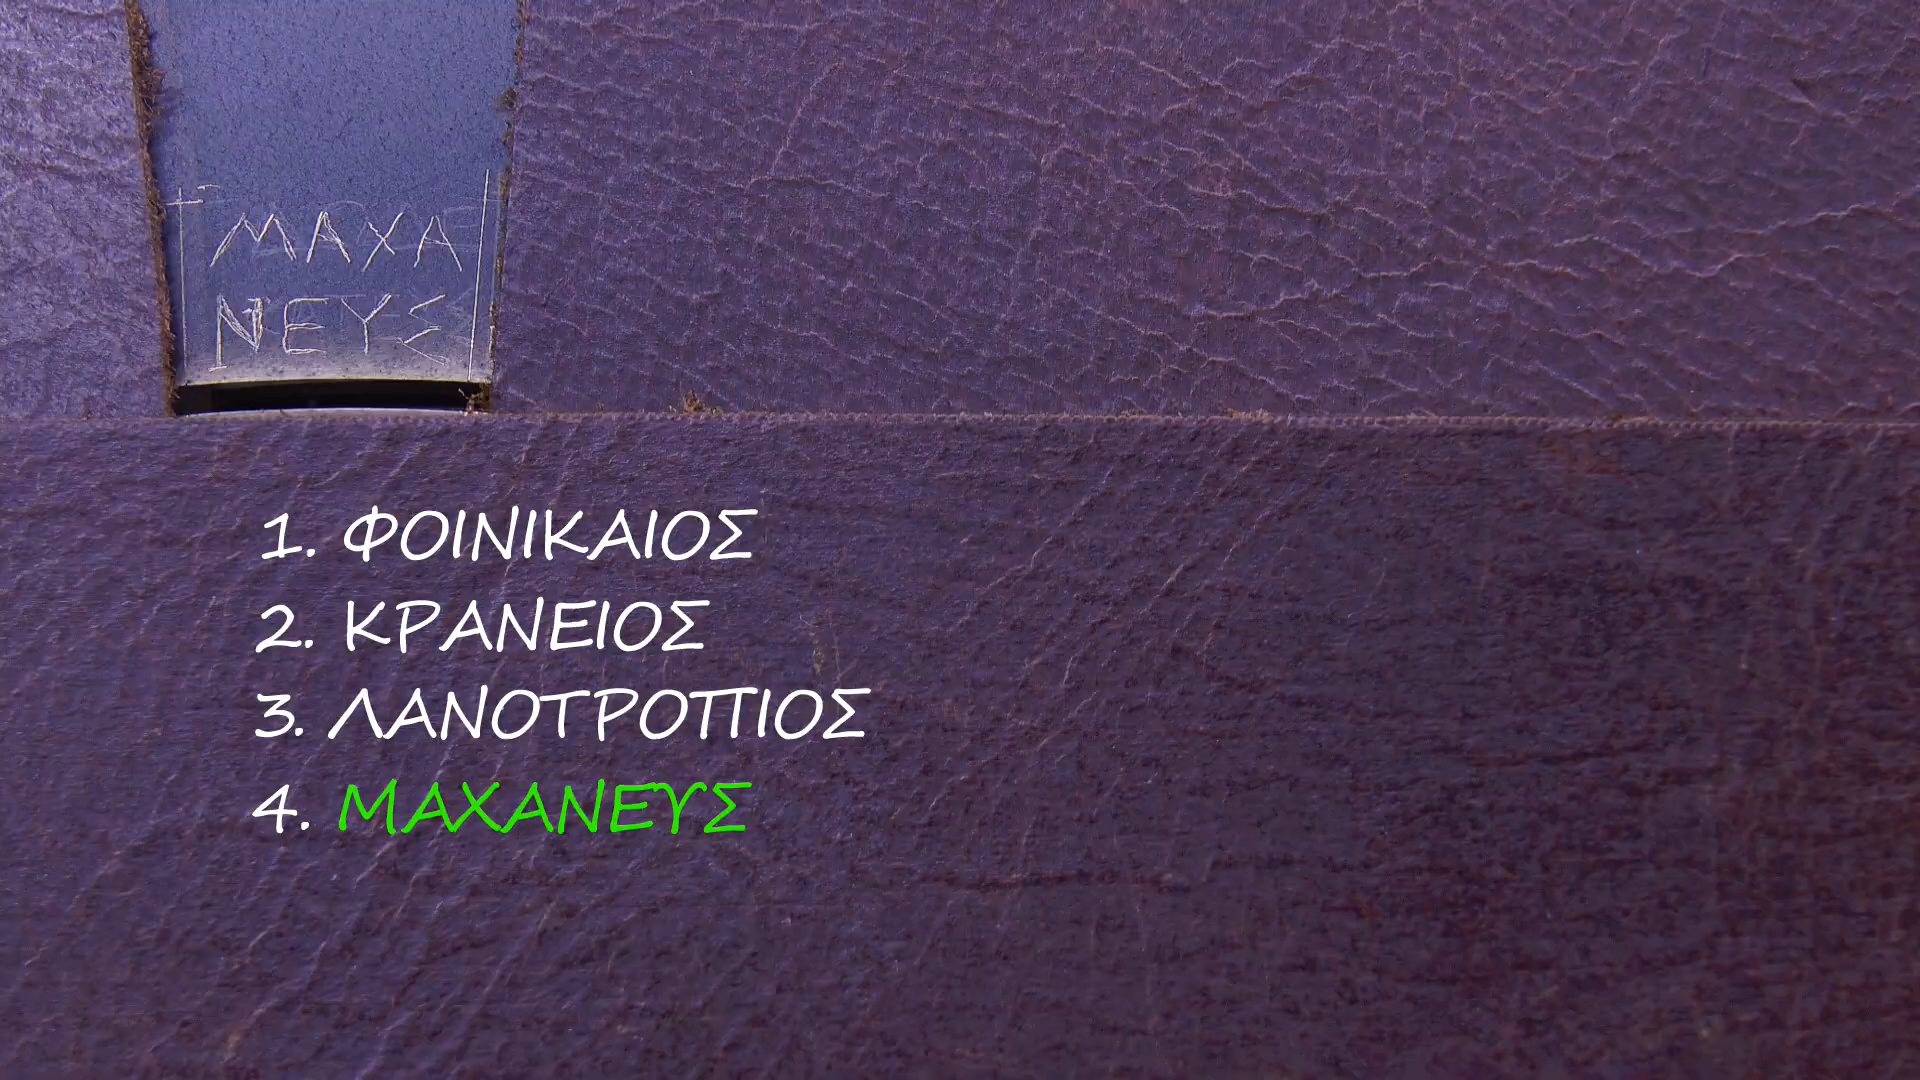 ΜΑΧΑ
ΝΕΥΣ
1. ΦΟΙΝΙΚΑΙΟΣ
2. ΚΡΑΝΕΙΟΣ
3. ΛΑΝΟΤΡΟΠΙΟΣ
4. ΜΑΧΑΝΕΥΣ